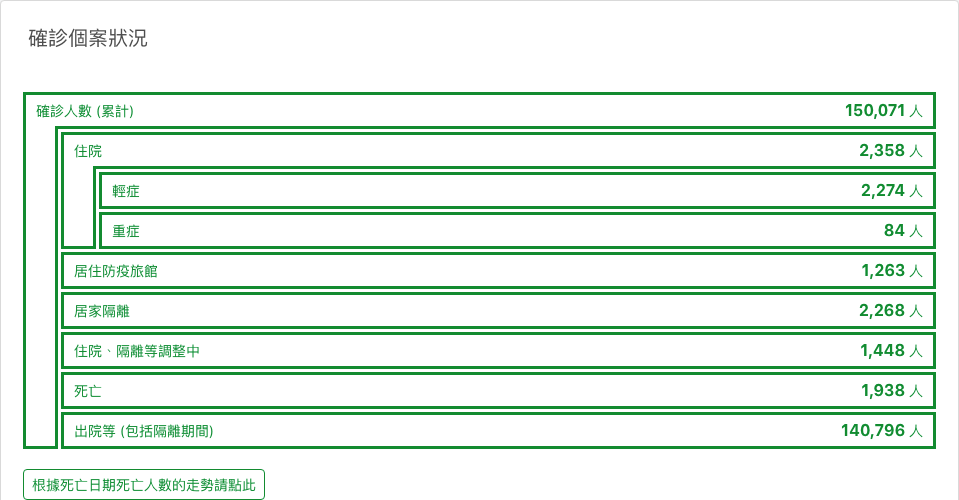 確診個案狀況
確診人數 (累計) 150,071 人
住院 2,358 人
輕症 2,274 人
重症 84 人
居住防疫旅館 1,263 人
居家隔離 2,268 人
住院、隔離等調整中 1,448 人
死亡 1,938 人
出院等 (包括隔離期間) 140,796 人
根據死亡日期死亡人數的走勢請點此